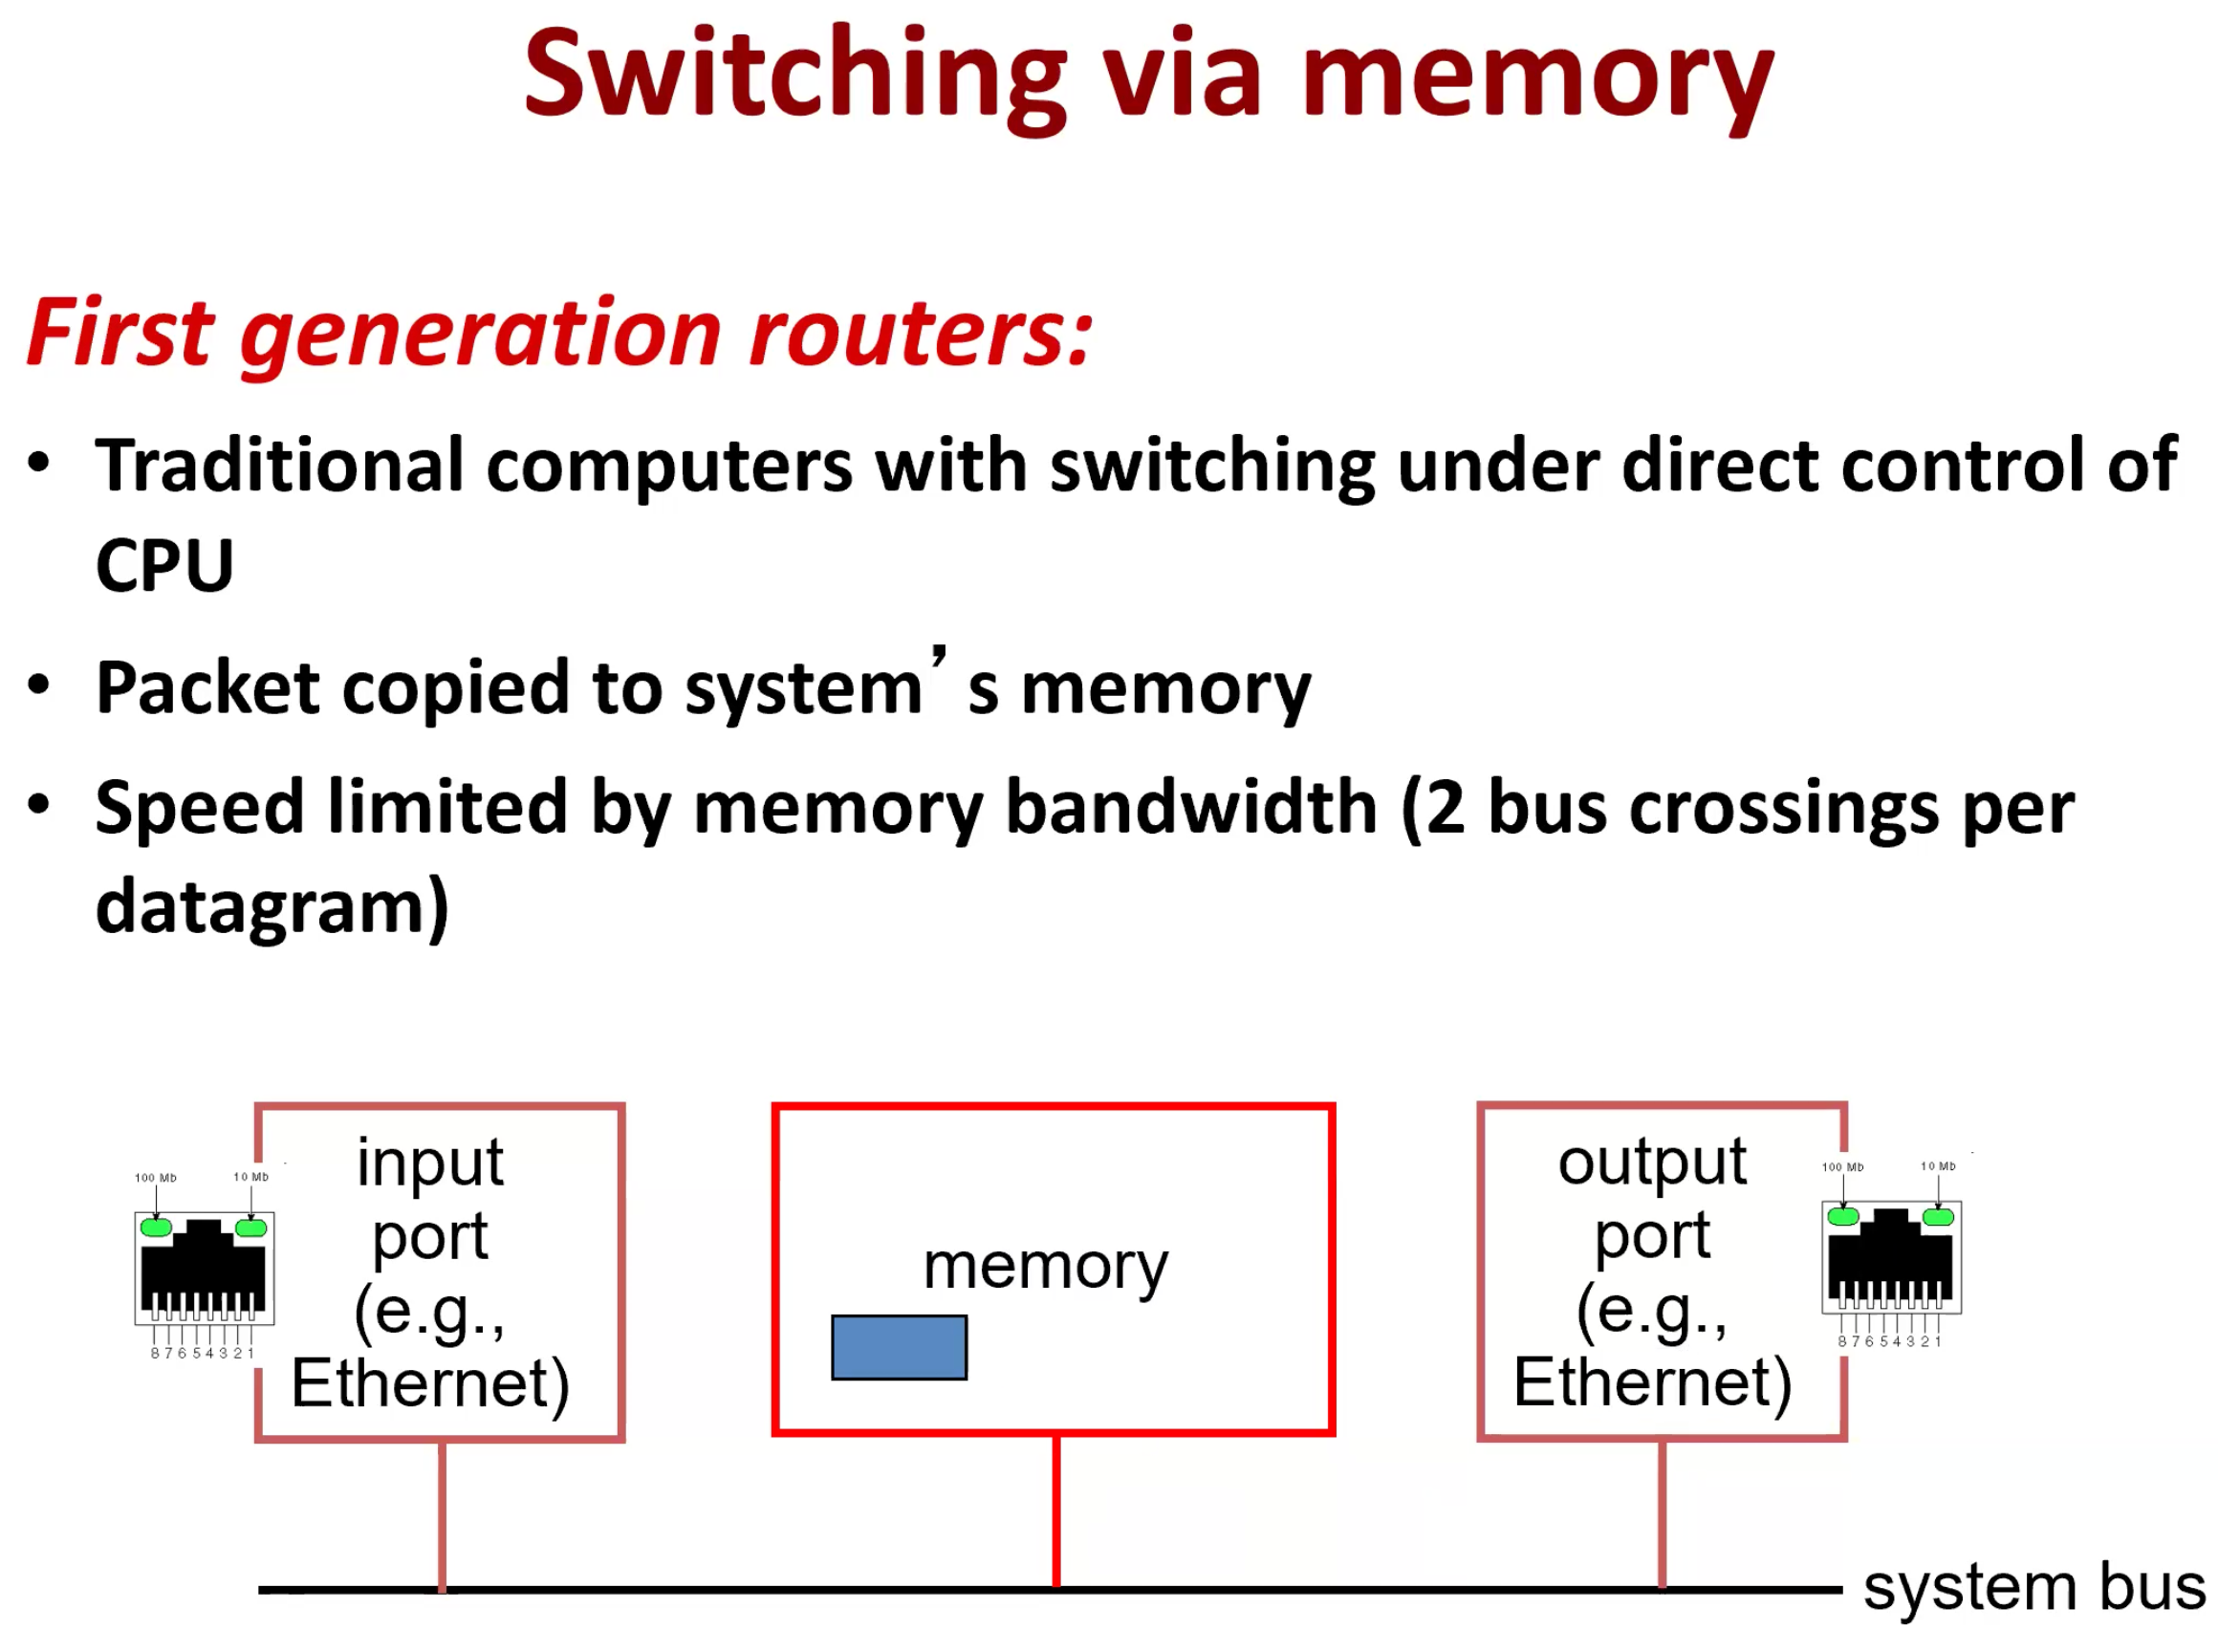 Switching via memory
First generation routers:
• Traditional computers with switching under direct control of
CPU
• Packet copied to system’s memory
• Speed limited by memory bandwidth (2 bus crossings per
datagram)
input
port
(e.g.,
Ethernet)
100 Mb 10 Mb
8 7 6 5 4 3 2 1
memory
output
port
(e.g.,
Ethernet)
100 Mb 10 Mb
8 7 6 5 4 3 2 1
system bus